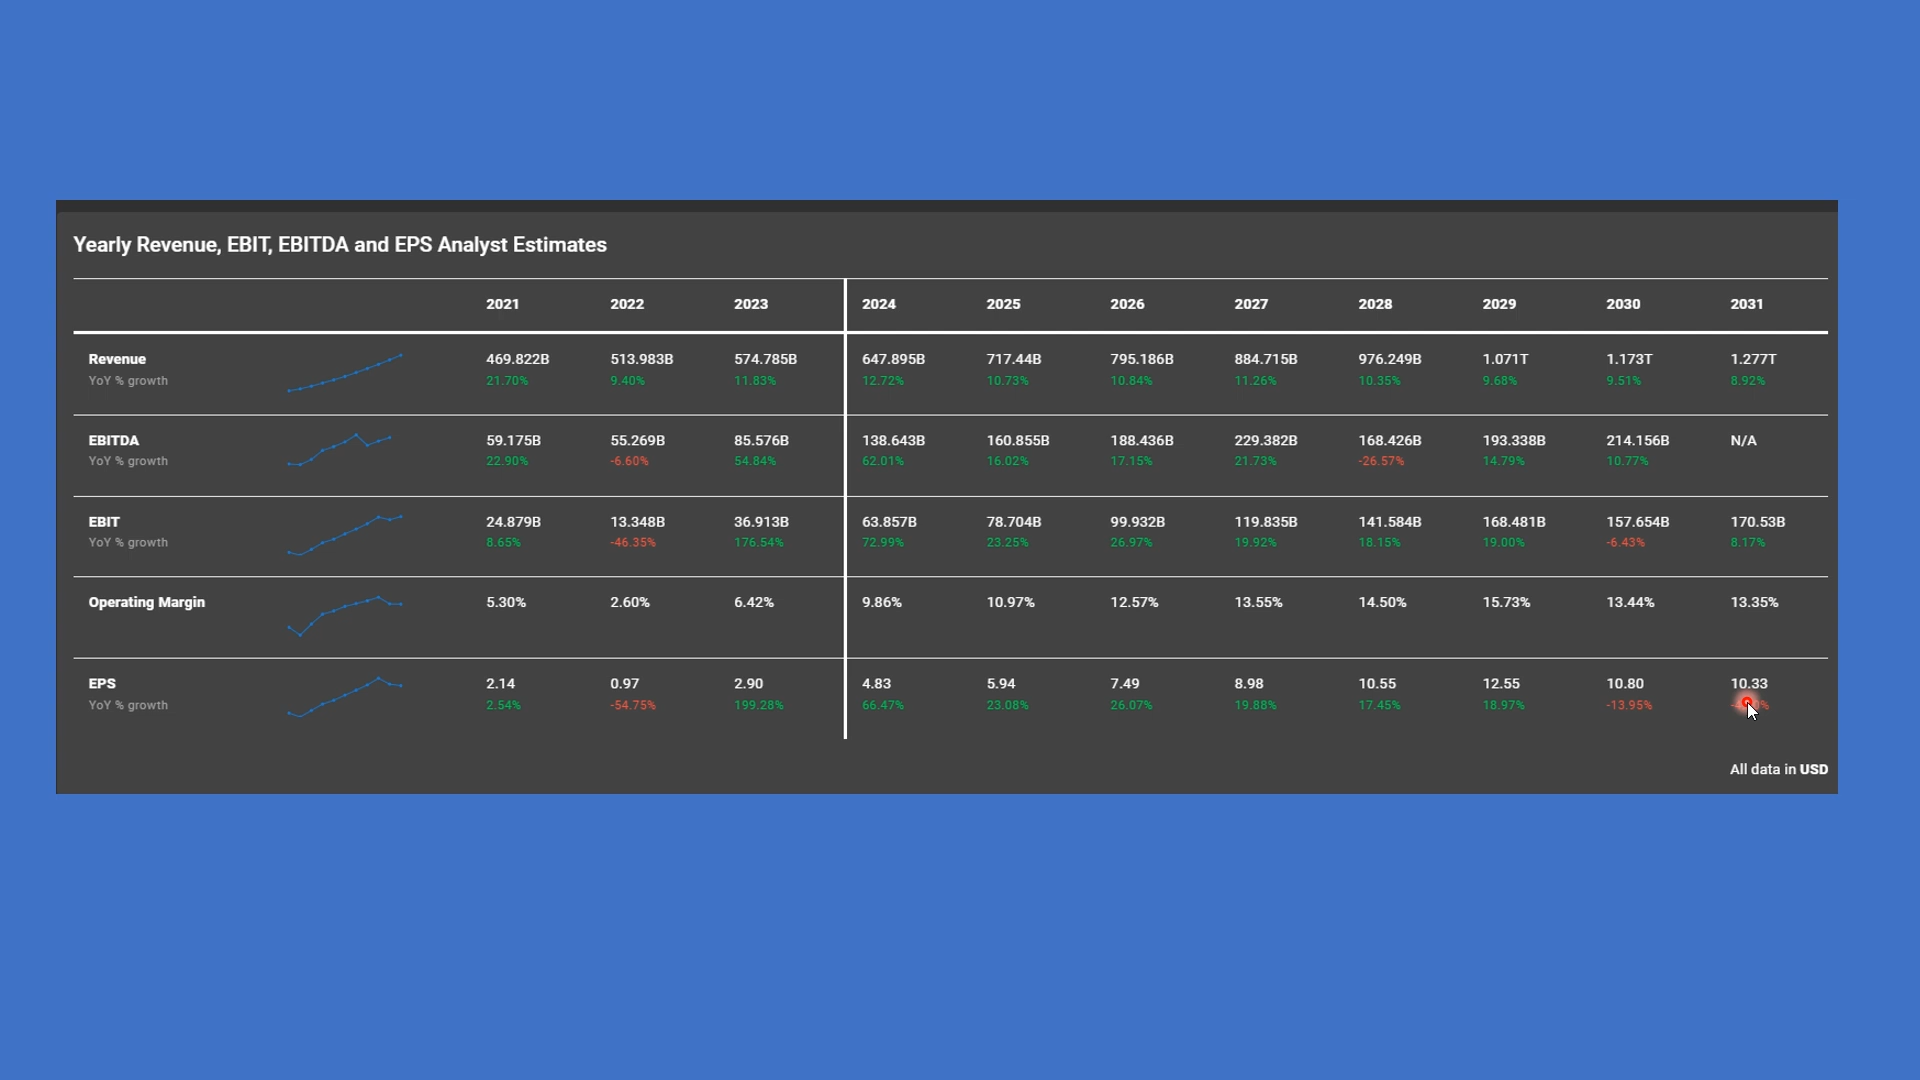 Yearly Revenue, EBIT, EBITDA and EPS Analyst Estimates
2021 2022 2023 2024 2025 2026 2027 2028 2029 2030 2031
Revenue 469.822B 513.983B 574.785B 647.895B 717.44B 795.186B 884.715B 976.249B 1.071T 1.173T 1.277T
YoY % growth 21.70% 9.40% 11.83% 12.72% 10.73% 10.84% 11.26% 10.35% 9.68% 9.51% 8.92%
EBITDA 59.175B 55.269B 85.576B 138.643B 160.855B 188.436B 229.382B 168.426B 193.338B 214.156B N/A
YoY % growth 22.90% -6.60% 54.84% 62.01% 16.02% 17.15% 21.73% -26.57% 14.79% 10.77%
EBIT 24.879B 13.348B 36.913B 63.857B 78.704B 99.932B 119.835B 141.584B 168.481B 157.654B 170.53B
YoY % growth 8.65% -46.35% 176.54% 72.99% 23.25% 26.97% 19.92% 18.15% 19.00% -6.43% 8.17%
Operating Margin 5.30% 2.60% 6.42% 9.86% 10.97% 12.57% 13.55% 14.50% 15.73% 13.44% 13.35%
EPS 2.14 0.97 2.90 4.83 5.94 7.49 8.98 10.55 12.55 10.80 10.33
YoY % growth 2.54% -54.75% 199.28% 66.47% 23.08% 26.07% 19.88% 17.45% 18.97% -13.95%
All data in USD